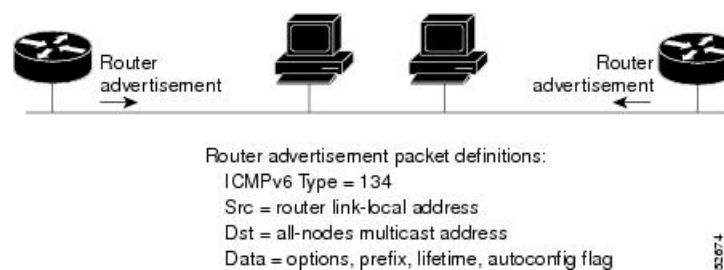 Router
advertisement
Router
advertisement
Router advertisement packet definitions:
ICMPv6 Type = 134
Src = router link-local address
Dst = all-nodes multicast address
Data = options, prefix, lifetime, autoconfig flag
52674